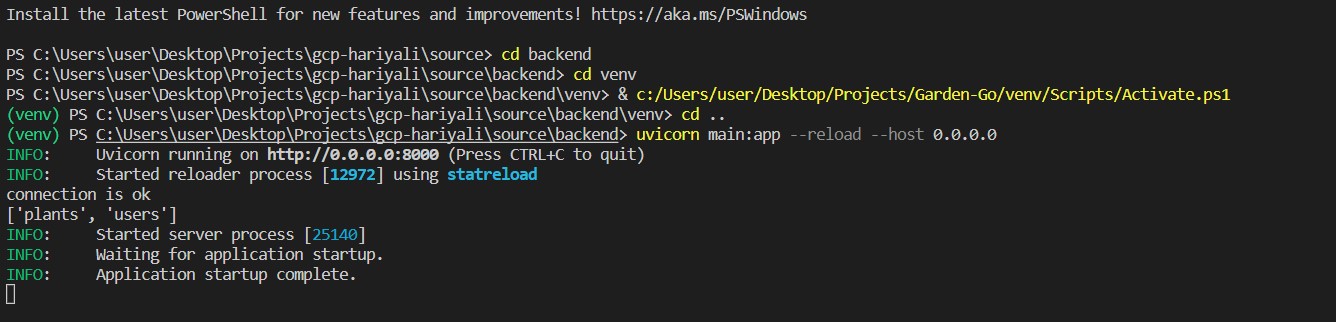 Install the latest PowerShell for new features and improvements! https://aka.ms/PSWindows
PS C:\Users\user\Desktop\Projects\gcp-hariyali\source> cd backend
PS C:\Users\user\Desktop\Projects\gcp-hariyali\source\backend> cd venv
PS C:\Users\user\Desktop\Projects\gcp-hariyali\source\backend\venv> & c:/Users/user/Desktop/Projects/Garden-Go/venv/Scripts/Activate.ps1
(venv) PS C:\Users\user\Desktop\Projects\gcp-hariyali\source\backend\venv> cd ..
(venv) PS C:\Users\user\Desktop\Projects\gcp-hariyali\source\backend> uvicorn main:app --reload --host 0.0.0.0
INFO:     Uvicorn running on http://0.0.0.0:8000 (Press CTRL+C to quit)
INFO:     Started reloader process [12972] using statreload
connection is ok
['plants', 'users']
INFO:     Started server process [25140]
INFO:     Waiting for application startup.
INFO:     Application startup complete.